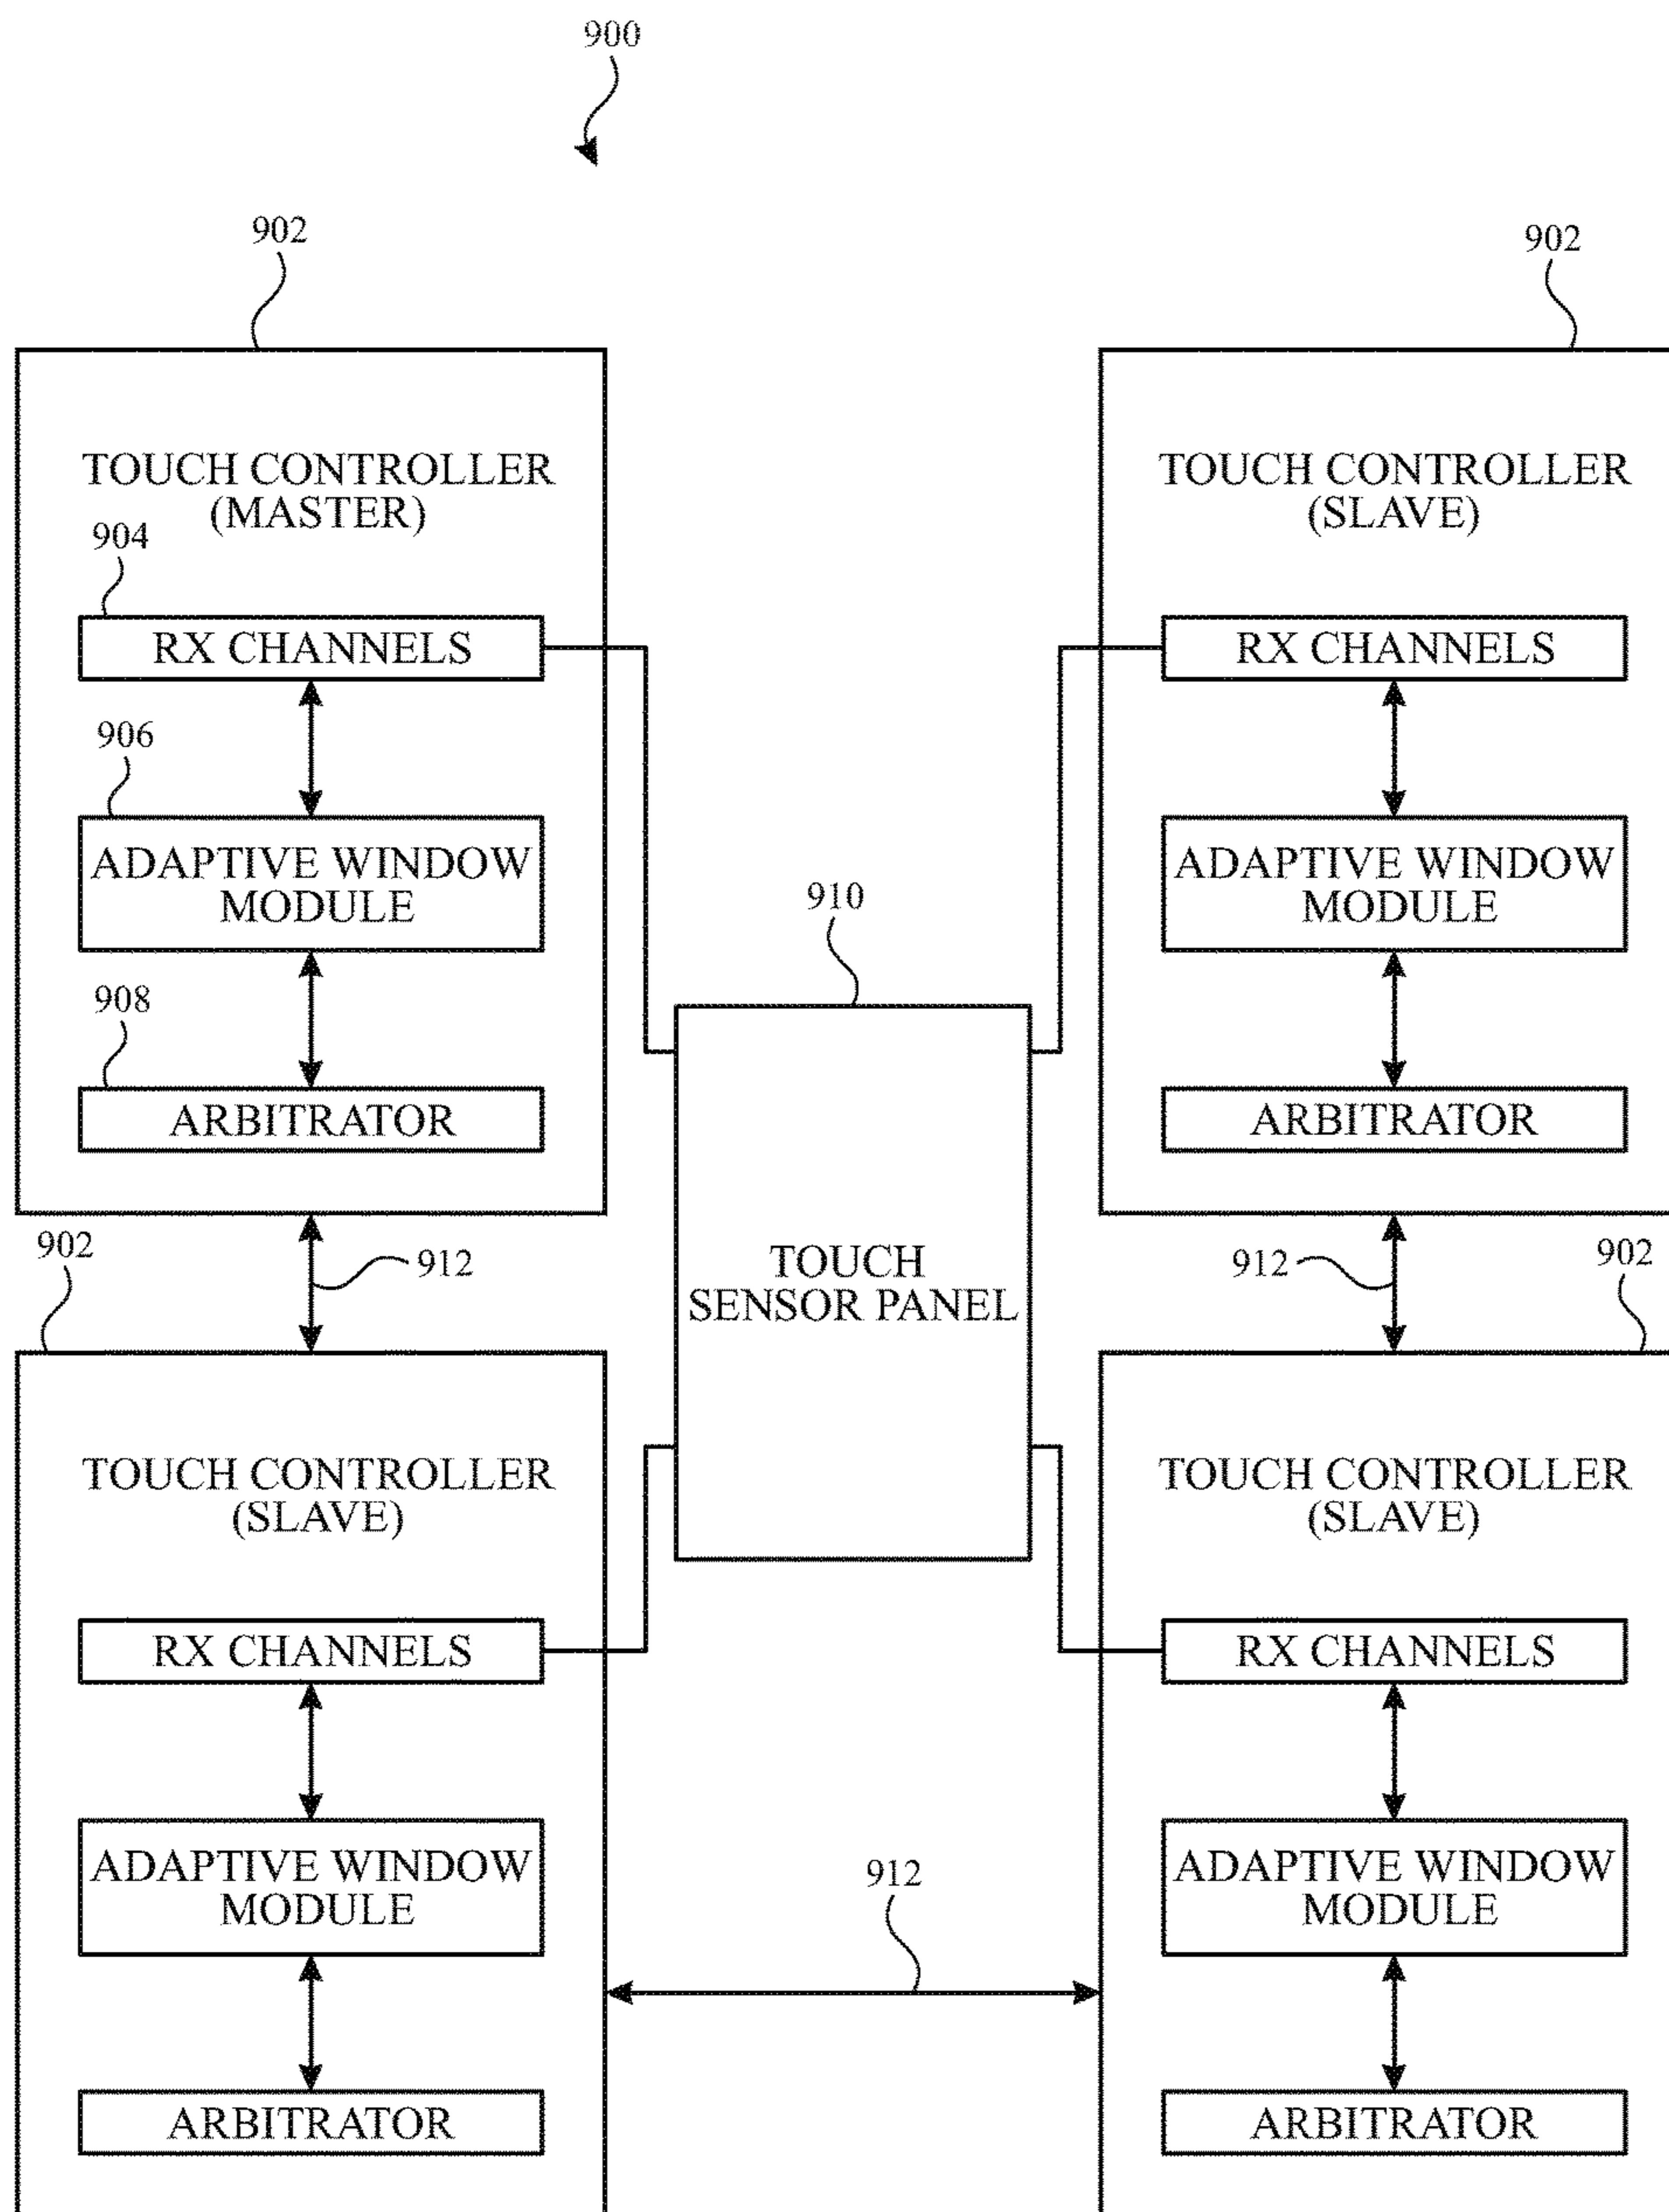 900
902
902
TOUCH CONTROLLER
(MASTER)
904
RX CHANNELS
906
ADAPTIVE WINDOW
MODULE
908
ARBITRATOR
TOUCH CONTROLLER
(SLAVE)
RX CHANNELS
ADAPTIVE WINDOW
MODULE
ARBITRATOR
910
TOUCH
SENSOR PANEL
902
912
912
902
TOUCH CONTROLLER
(SLAVE)
RX CHANNELS
ADAPTIVE WINDOW
MODULE
ARBITRATOR
912
TOUCH CONTROLLER
(SLAVE)
RX CHANNELS
ADAPTIVE WINDOW
MODULE
ARBITRATOR